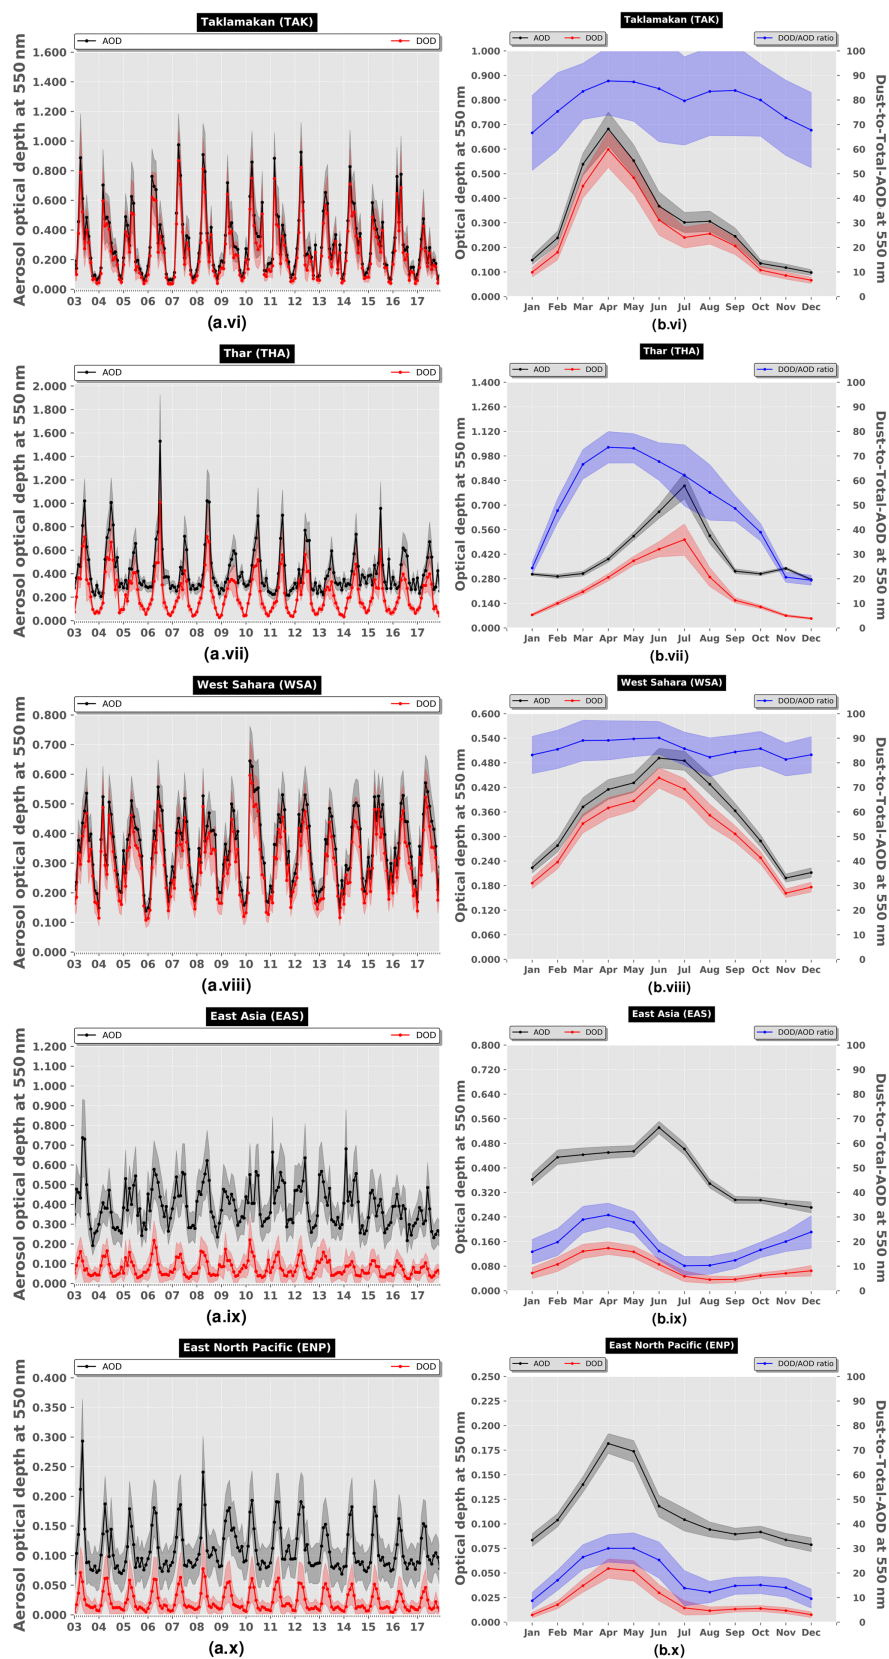 Taklamakan (TAK)
AOD
DOD
Aerosol optical depth at 550 nm
1.600
1.400
1.200
1.000
0.800
0.600
0.400
0.200
0.000
03 04 05 06 07 08 09 10 11 12 13 14 15 16 17
(a.vi)
Taklamakan (TAK)
AOD
DOD
DOD/AOD ratio
Optical depth at 550 nm
1.000
0.900
0.800
0.700
0.600
0.500
0.400
0.300
0.200
0.100
0.000
100
90
80
70
60
50
40
30
20
10
0
Dust-to-Total-AOD at 550 nm
Jan Feb Mar Apr May Jun Jul Aug Sep Oct Nov Dec
(b.vi)
Thar (THA)
AOD
DOD
Aerosol optical depth at 550 nm
2.000
1.800
1.600
1.400
1.200
1.000
0.800
0.600
0.400
0.200
0.000
03 04 05 06 07 08 09 10 11 12 13 14 15 16 17
(a.vii)
Thar (THA)
AOD
DOD
DOD/AOD ratio
Optical depth at 550 nm
1.400
1.260
1.120
0.980
0.840
0.700
0.560
0.420
0.280
0.140
0.000
100
90
80
70
60
50
40
30
20
10
0
Dust-to-Total-AOD at 550 nm
Jan Feb Mar Apr May Jun Jul Aug Sep Oct Nov Dec
(b.vii)
West Sahara (WSA)
AOD
DOD
Aerosol optical depth at 550 nm
0.800
0.700
0.600
0.500
0.400
0.300
0.200
0.100
0.000
03 04 05 06 07 08 09 10 11 12 13 14 15 16 17
(a.viii)
West Sahara (WSA)
AOD
DOD
DOD/AOD ratio
Optical depth at 550 nm
0.600
0.540
0.480
0.420
0.360
0.300
0.240
0.180
0.120
0.060
0.000
100
90
80
70
60
50
40
30
20
10
0
Dust-to-Total-AOD at 550 nm
Jan Feb Mar Apr May Jun Jul Aug Sep Oct Nov Dec
(b.viii)
East Asia (EAS)
AOD
DOD
Aerosol optical depth at 550 nm
1.200
1.100
1.000
0.900
0.800
0.700
0.600
0.500
0.400
0.300
0.200
0.100
0.000
03 04 05 06 07 08 09 10 11 12 13 14 15 16 17
(a.ix)
East Asia (EAS)
AOD
DOD
DOD/AOD ratio
Optical depth at 550 nm
0.800
0.720
0.640
0.560
0.480
0.400
0.320
0.240
0.160
0.080
0.000
100
90
80
70
60
50
40
30
20
10
0
Dust-to-Total-AOD at 550 nm
Jan Feb Mar Apr May Jun Jul Aug Sep Oct Nov Dec
(b.ix)
East North Pacific (ENP)
AOD
DOD
Aerosol optical depth at 550 nm
0.400
0.350
0.300
0.250
0.200
0.150
0.100
0.050
0.000
03 04 05 06 07 08 09 10 11 12 13 14 15 16 17
(a.x)
East North Pacific (ENP)
AOD
DOD
DOD/AOD ratio
Optical depth at 550 nm
0.250
0.225
0.200
0.175
0.150
0.125
0.100
0.075
0.050
0.025
0.000
100
90
80
70
60
50
40
30
20
10
0
Dust-to-Total-AOD at 550 nm
Jan Feb Mar Apr May Jun Jul Aug Sep Oct Nov Dec
(b.x)